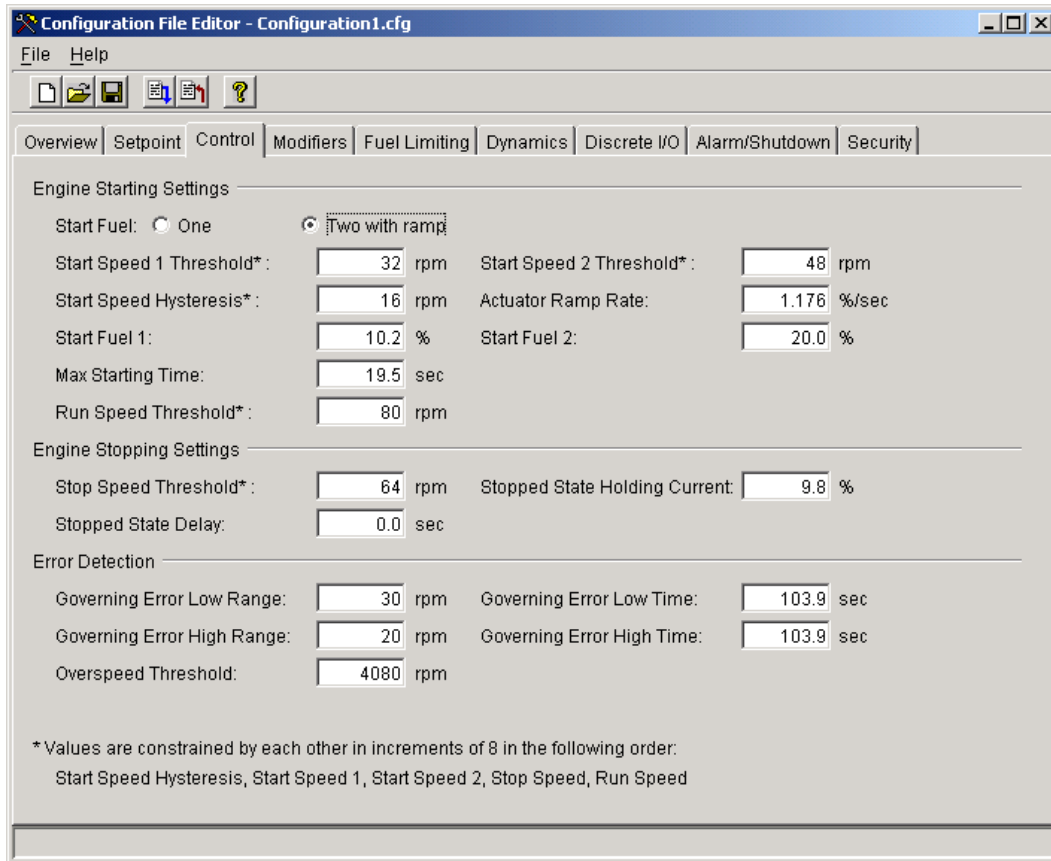 Configuration File Editor - Configuration1.cfg
File Help
Overview Setpoint Control Modifiers Fuel Limiting Dynamics Discrete I/O Alarm/Shutdown Security
Engine Starting Settings
Start Fuel: One Two with ramp
Start Speed 1 Threshold* : 32 rpm Start Speed 2 Threshold* : 48 rpm
Start Speed Hysteresis* : 16 rpm Actuator Ramp Rate: 1.176 %/sec
Start Fuel 1: 10.2 % Start Fuel 2: 20.0 %
Max Starting Time: 19.5 sec
Run Speed Threshold* : 80 rpm
Engine Stopping Settings
Stop Speed Threshold* : 64 rpm Stopped State Holding Current: 9.8 %
Stopped State Delay: 0.0 sec
Error Detection
Governing Error Low Range: 30 rpm Governing Error Low Time: 103.9 sec
Governing Error High Range: 20 rpm Governing Error High Time: 103.9 sec
Overspeed Threshold: 4080 rpm
* Values are constrained by each other in increments of 8 in the following order:
Start Speed Hysteresis, Start Speed 1, Start Speed 2, Stop Speed, Run Speed